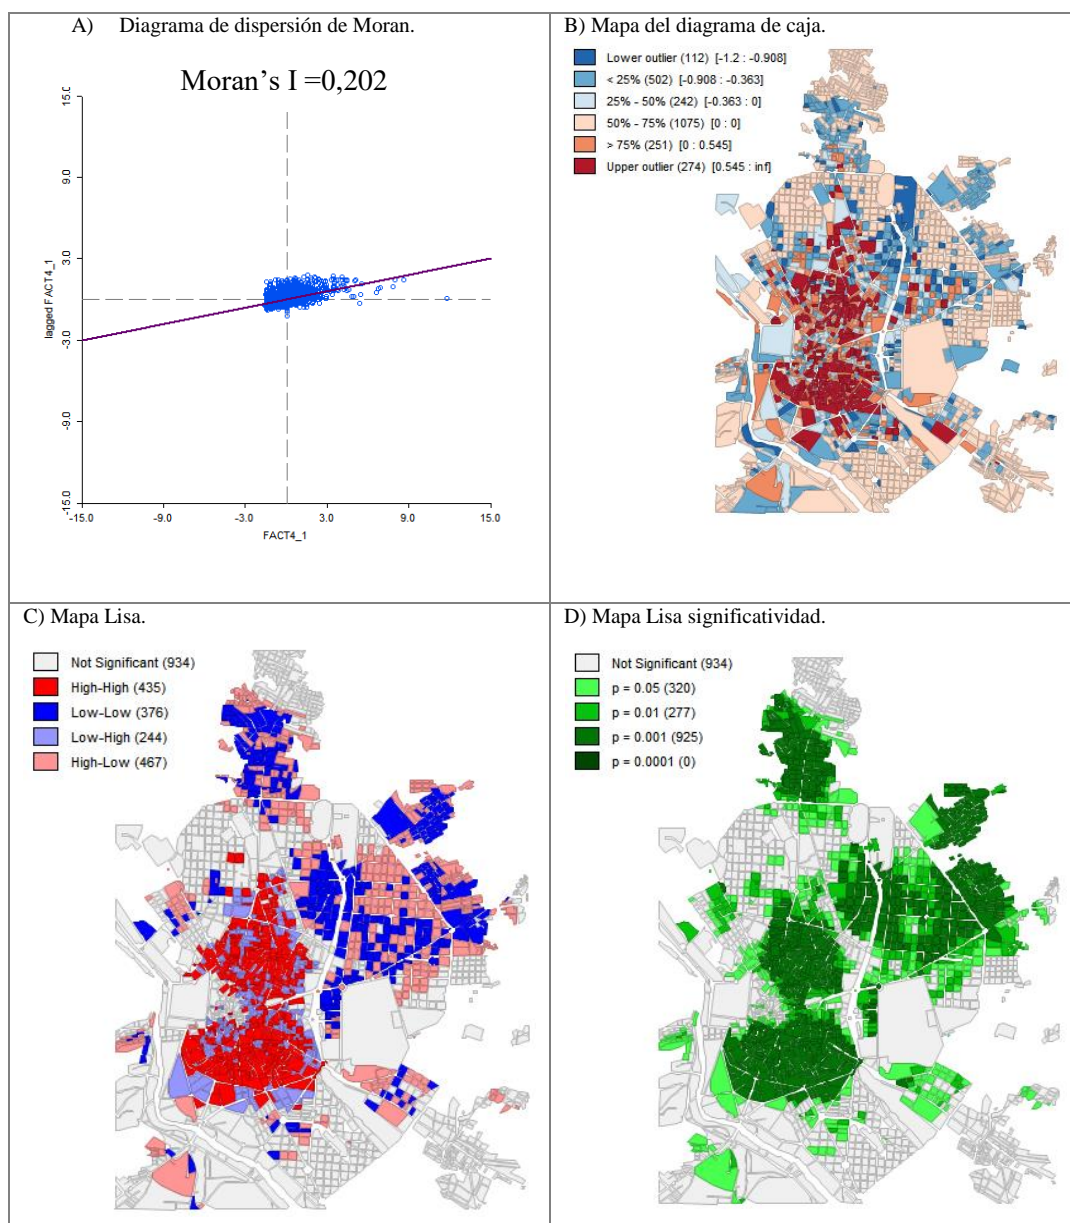 A) Diagrama de dispersión de Moran.
Moran's I =0,202
15.0
9.0
3.0
-3.0
-9.0
-15.0
lagged FACT4_1
-15.0 -9.0 -3.0 3.0 9.0 15.0
FACT4_1
B) Mapa del diagrama de caja.
Lower outlier (112) [-1.2 : -0.908]
< 25% (502) [-0.908 : -0.363]
25% - 50% (242) [-0.363 : 0]
50% - 75% (1075) [0 : 0]
> 75% (251) [0 : 0.545]
Upper outlier (274) [0.545 : inf]
C) Mapa Lisa.
Not Significant (934)
High-High (435)
Low-Low (376)
Low-High (244)
High-Low (467)
D) Mapa Lisa significatividad.
Not Significant (934)
p = 0.05 (320)
p = 0.01 (277)
p = 0.001 (925)
p = 0.0001 (0)